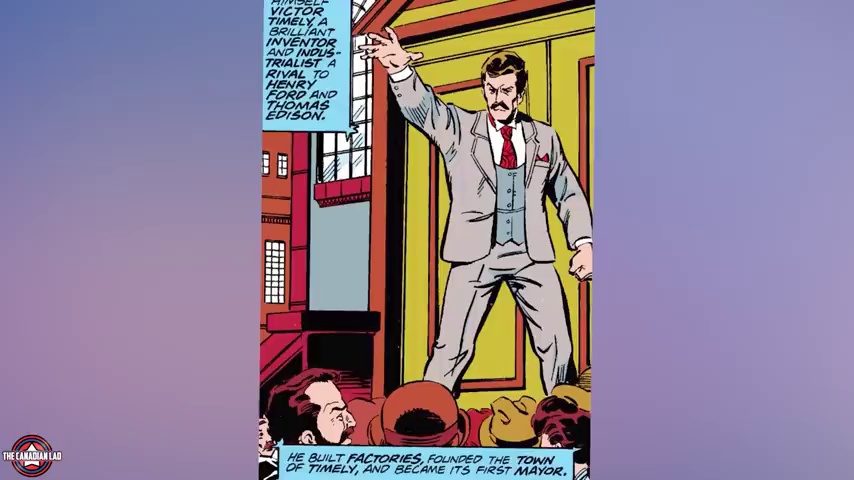 HIMSELF
VICTOR
TIMELY, A
BRILLIANT
INVENTOR
AND INDUS-
TRIALIST A
RIVAL TO
HENRY
FORD AND
THOMAS
EDISON.
HE BUILT FACTORIES, FOUNDED THE TOWN
OF TIMELY, AND BECAME ITS FIRST MAYOR.
THE CANADIAN LAD